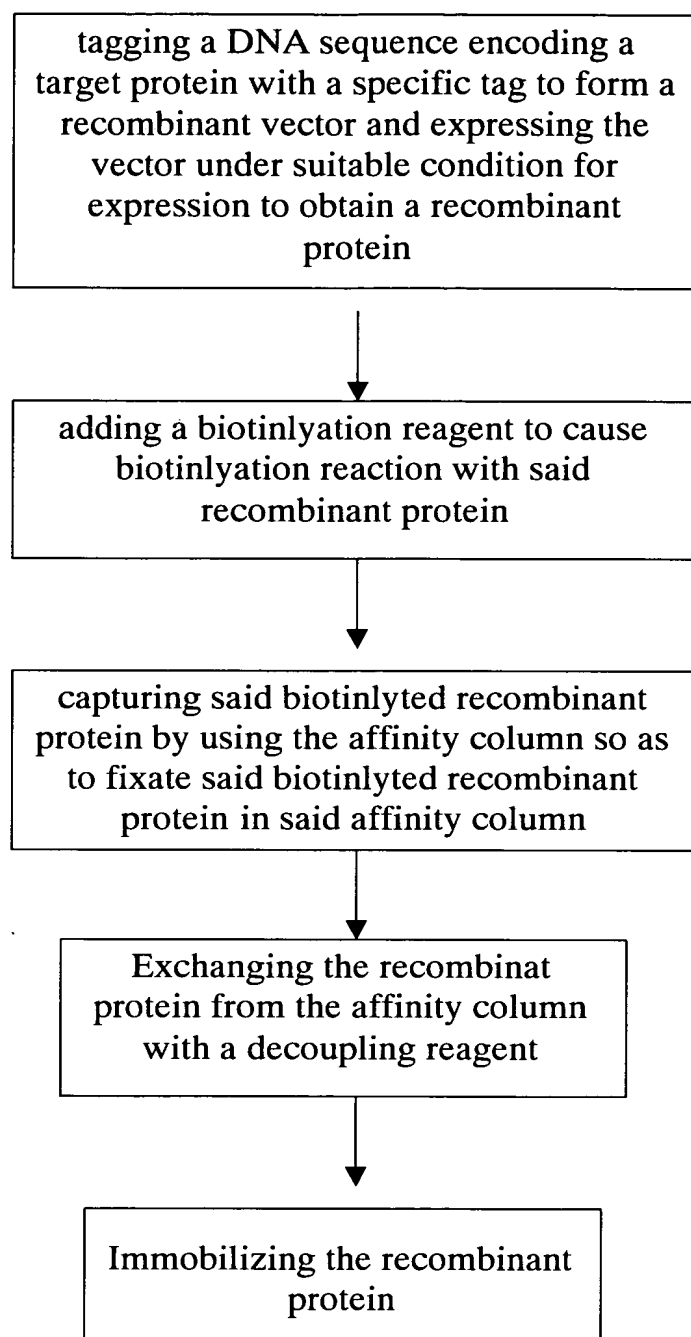 tagging a DNA sequence encoding a
target protein with a specific tag to form a
recombinant vector and expressing the
vector under suitable condition for
expression to obtain a recombinant
protein
adding a biotinlyation reagent to cause
biotinlyation reaction with said
recombinant protein
capturing said biotinlyted recombinant
protein by using the affinity column so as
to fixate said biotinlyted recombinant
protein in said affinity column
Exchanging the recombinat
protein from the affinity column
with a decoupling reagent
Immobilizing the recombinant
protein